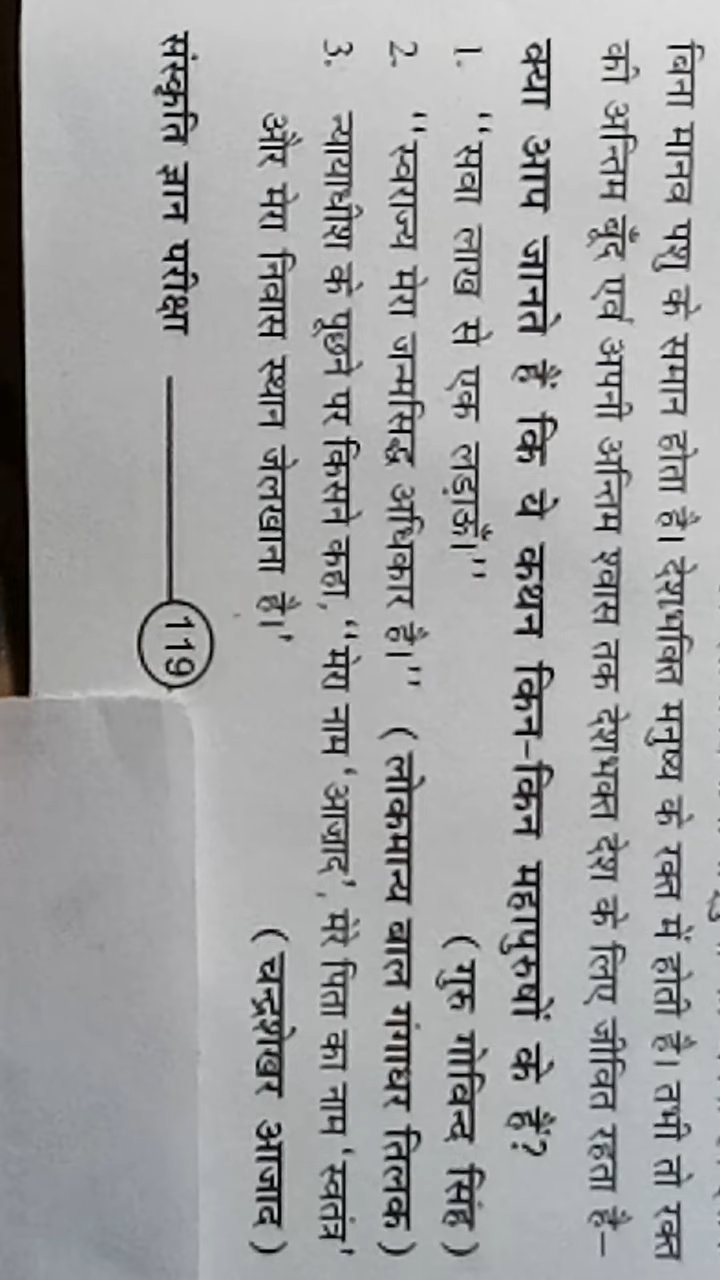 बिना मानव पशु के समान होता है। देशभक्ति मनुष्य के रक्त में होती है। तभी तो रक्त
की अन्तिम बूँद एवं अपनी अन्तिम श्वास तक देशभक्त देश के लिए जीवित रहता है–
क्या आप जानते हैं कि ये कथन किन-किन महापुरुषों के हैं?
1. “सवा लाख से एक लड़ाऊँ।” (गुरु गोविन्द सिंह)
2. “स्वराज्य मेरा जन्मसिद्ध अधिकार है।” (लोकमान्य बाल गंगाधर तिलक)
3. न्यायाधीश के पूछने पर किसने कहा, “मेरा नाम ‘आज़ाद’, मेरे पिता का नाम ‘स्वतंत्र’
और मेरा निवास स्थान जेलखाना है।’ (चन्द्रशेखर आजाद)
संस्कृति ज्ञान परीक्षा 119